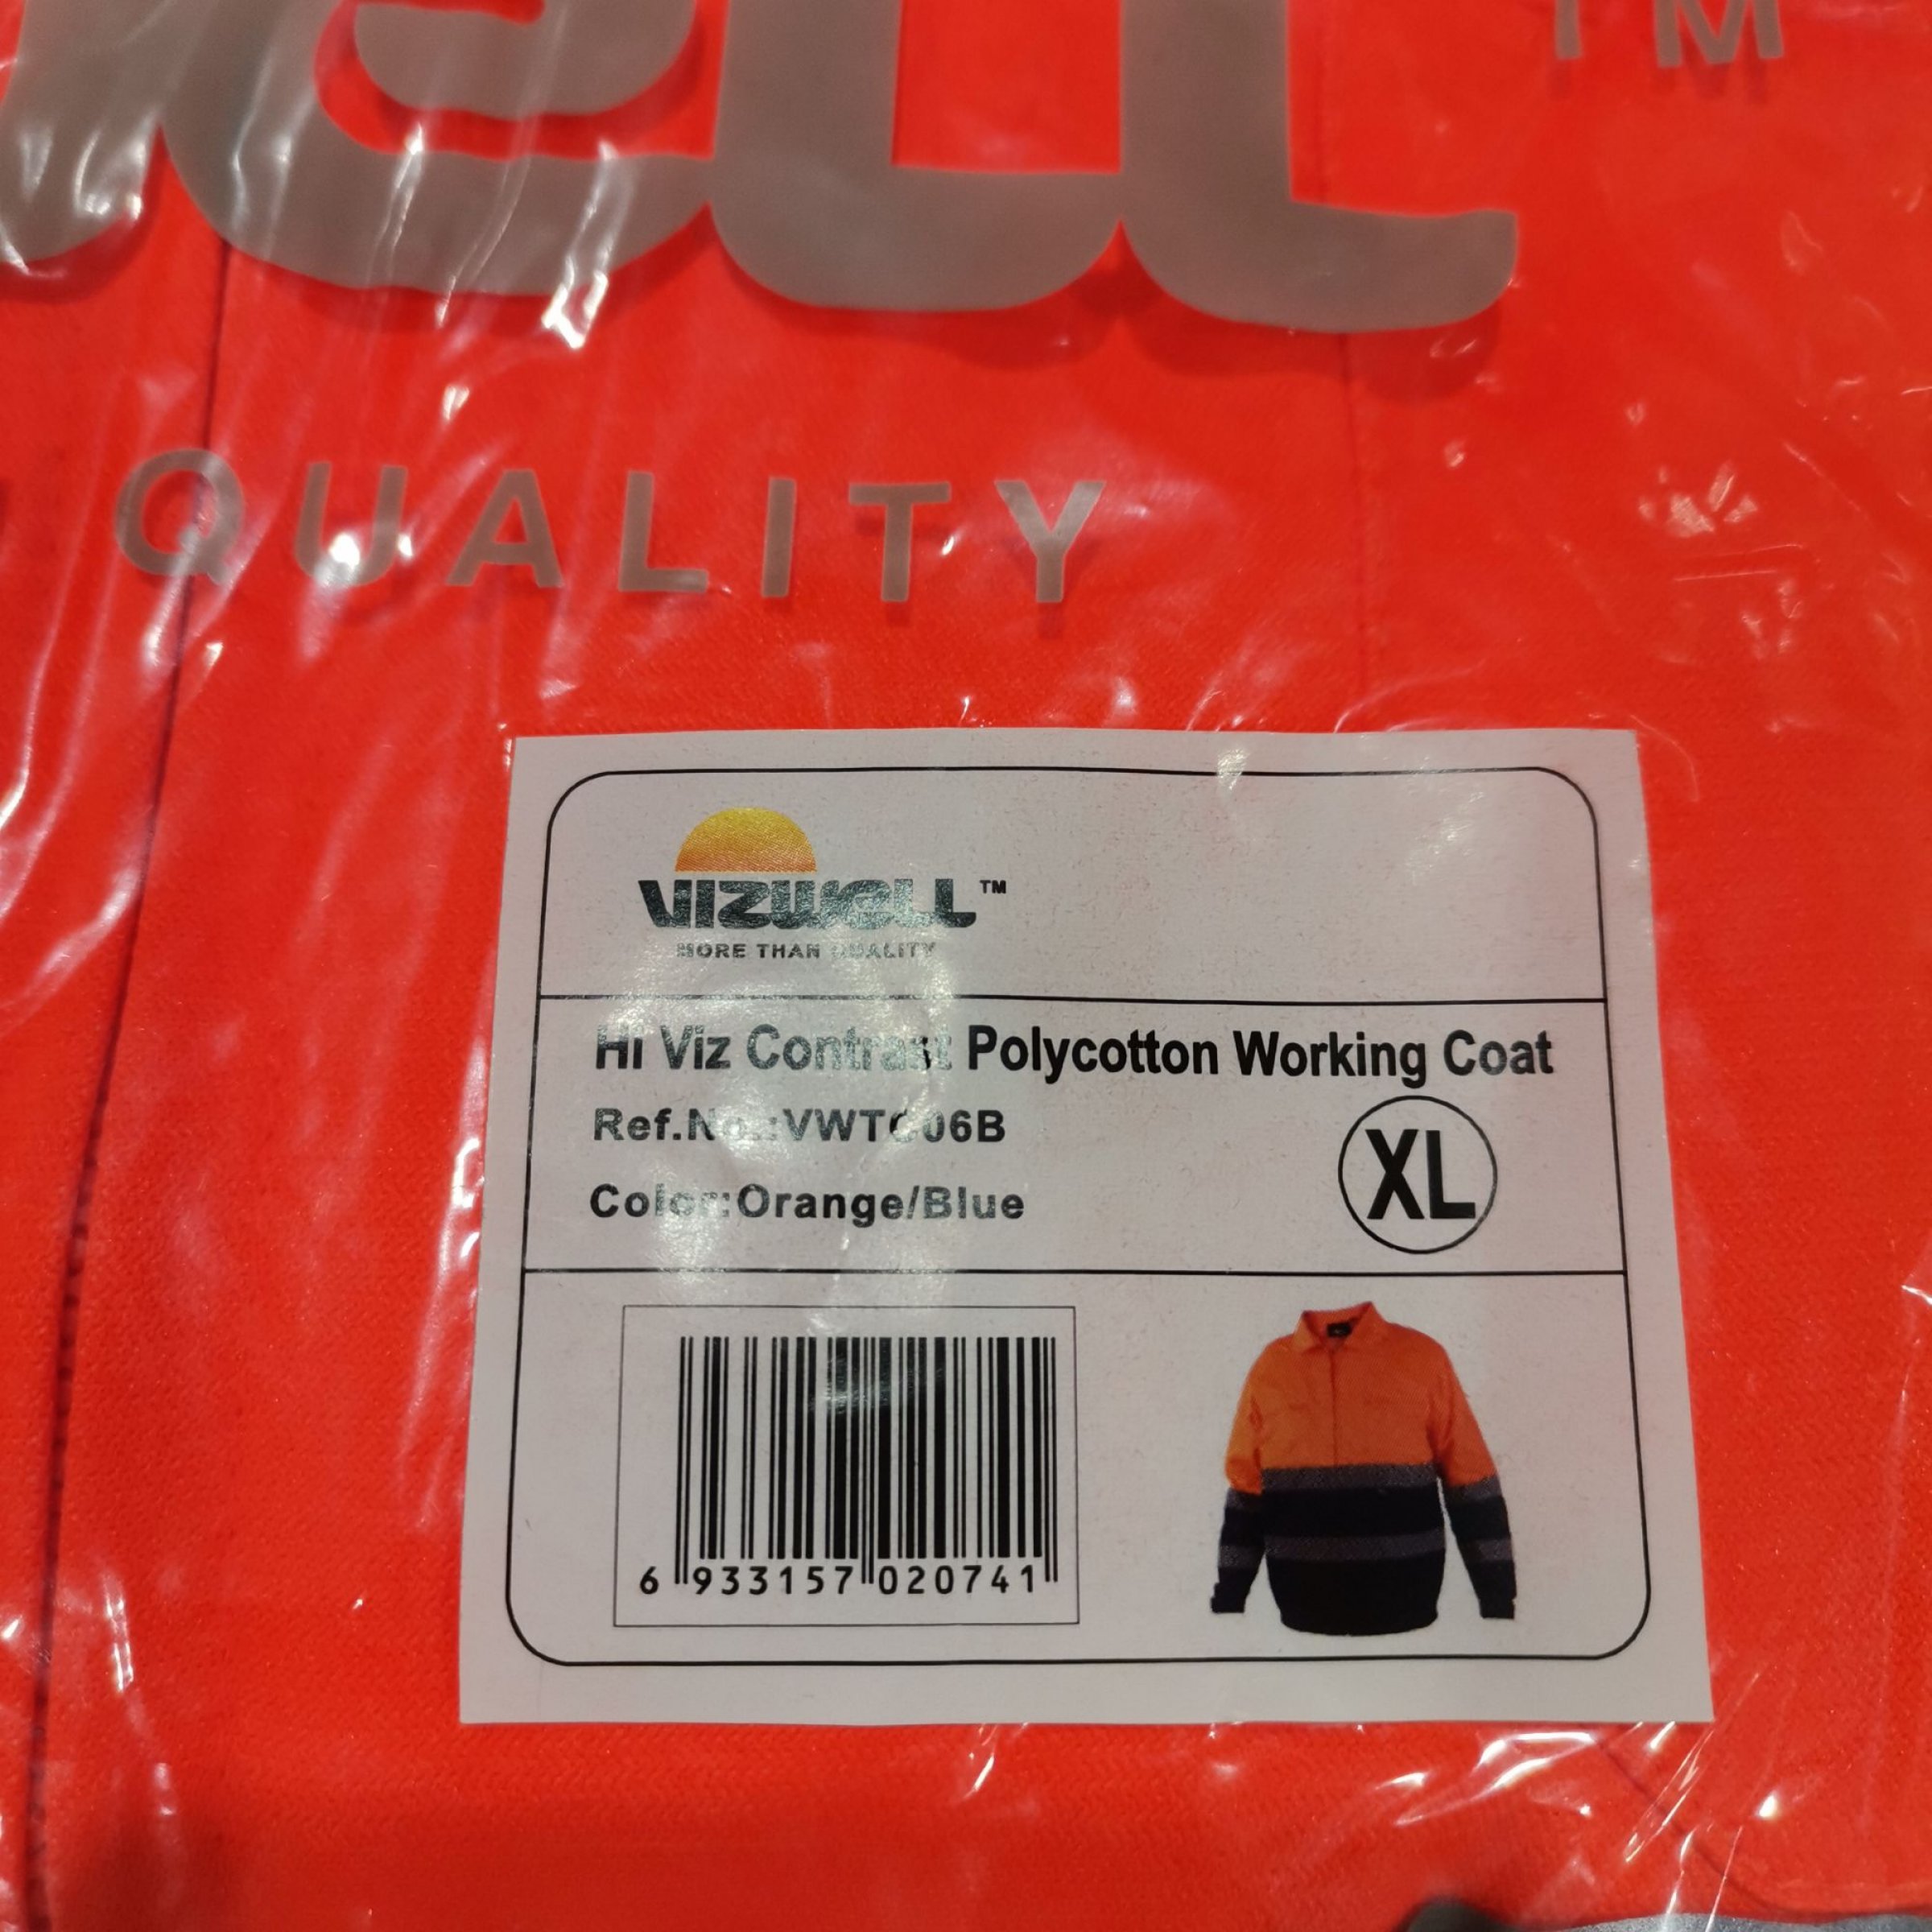 TM
QUALITY
VIZWELL™
MORE THAN QUALITY
Hi Viz Contrast Polycotton Working Coat
Ref.No.:VWTC06B
XL
Color:Orange/Blue
6 933157 020741